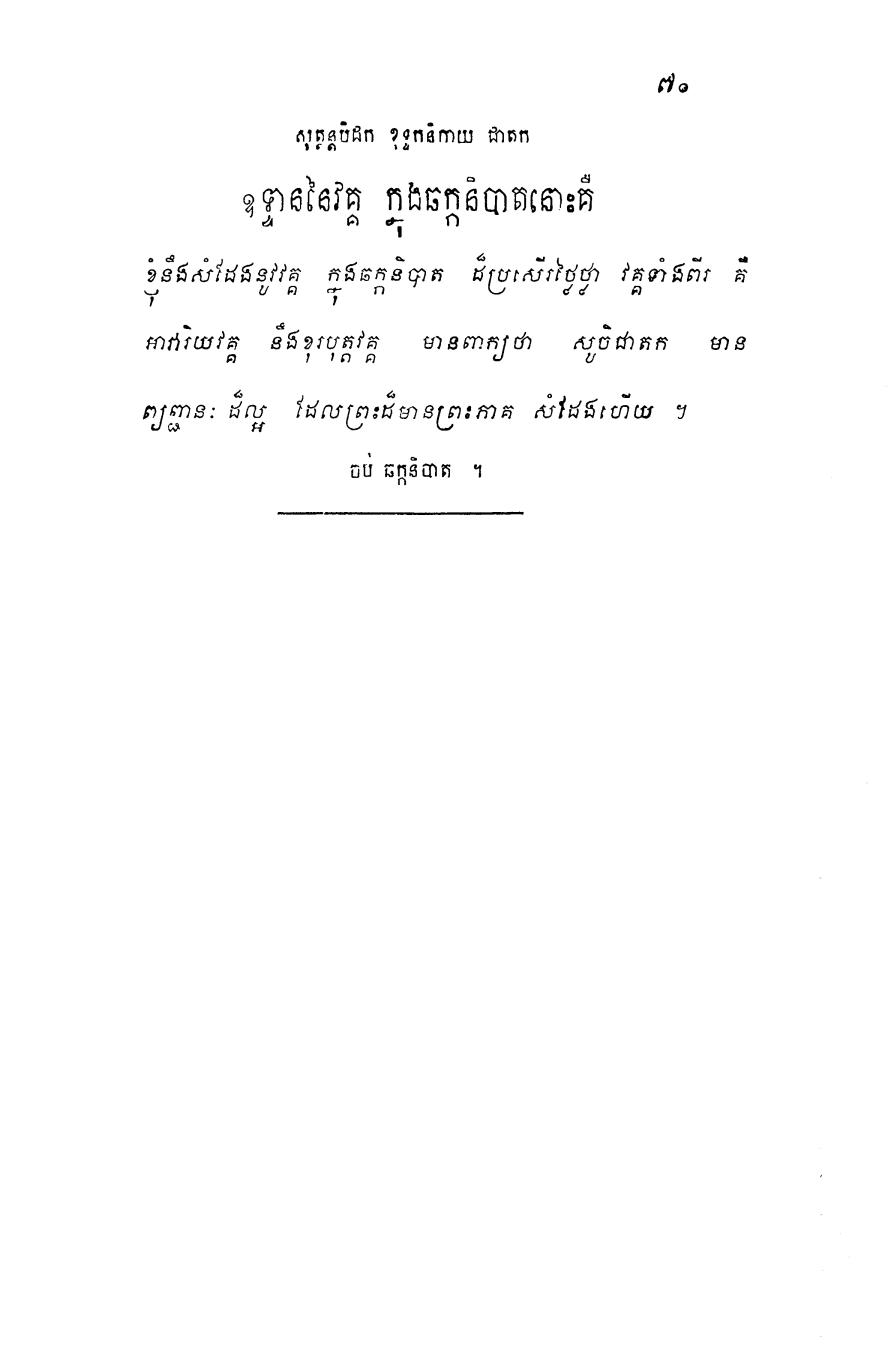 ៧១
សុត្តន្តបិដក ខុទ្ទកនិកាយ ជាតក
ឧទ្ទាននៃវគ្គ ក្នុងឆក្កនិបាតនោះគឺ
ខ្ញុំនឹងសំដែងនូវវគ្គ ក្នុងឆក្កនិបាត ដ៏ប្រសើរថ្លៃថ្លា វគ្គទាំងពីរ គឺ
អាវារិយវគ្គ នឹងខុរបុត្តវគ្គ មានពាក្យថា សូចិជាតក មាន
ព្យញ្ជនៈ ដ៏ល្អ ដែលព្រះដ៏មានព្រះភាគ សំដែងហើយ ។
ចប់ ឆក្កនិបាត ។